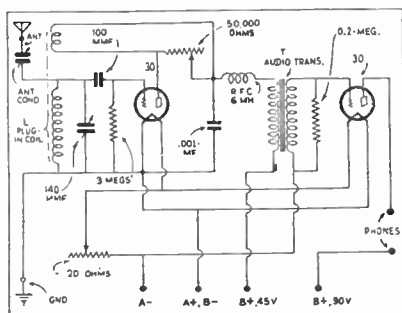 ANT
100
MMF
50,000
OHMS
30
ANT
COND
L
PLUG-
IN COIL
140
MMF
3 MEGS
.001-
MF
R F C
6 MH
T
AUDIO TRANS.
0.2-MEG.
30
PHONES
20 OHMS
GND
A-
A+, B-
B+,45V
B+,90V